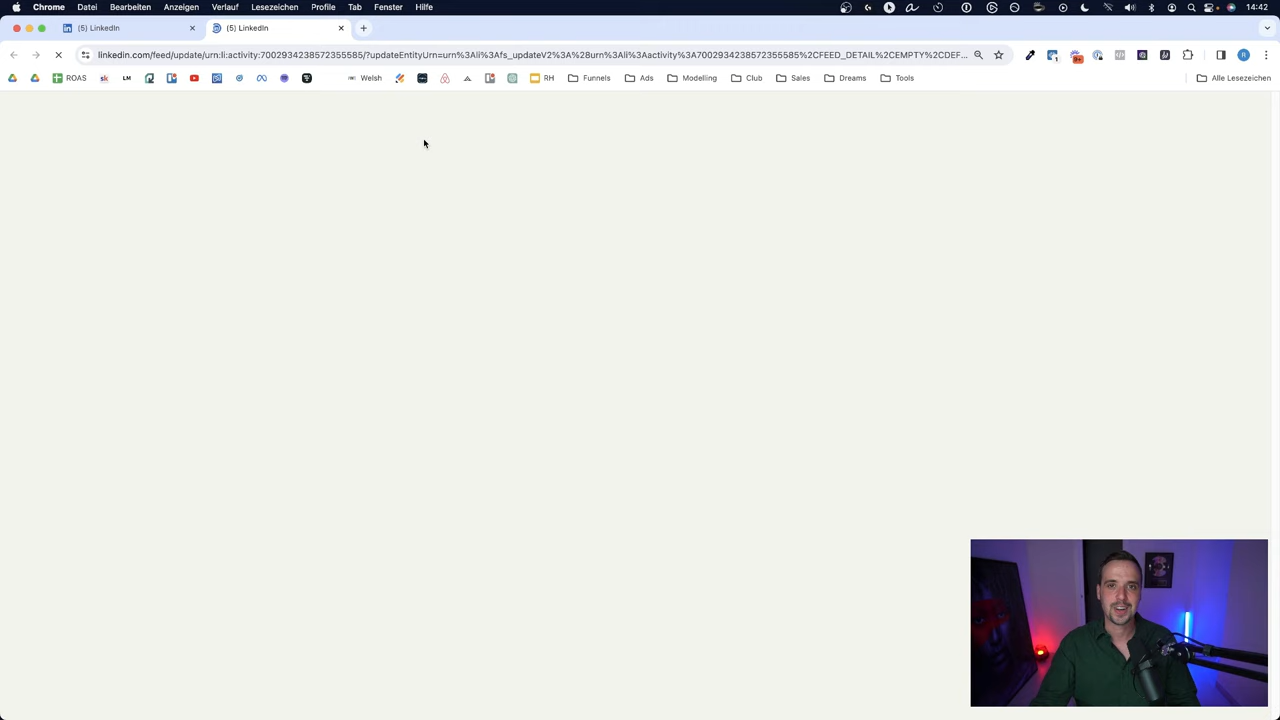 Chrome Datei Bearbeiten Anzeigen Verlauf Lesezeichen Profile Tab Fenster Hilfe 14:42
(5) LinkedIn (5) LinkedIn
linkedin.com/feed/update/urn:li:activity:7002934238572355585/?updateEntityUrn=urn%3Ali%3Afs_updateV2%3A%28urn%3Ali%3Aactivity%3A7002934238572355585%2CFEED_DETAIL%2CEMPTY%2CDEF... 9+
ROAS sk LM Welsh RH Funnels Ads Modelling Club Sales Dreams Tools Alle Lesezeichen